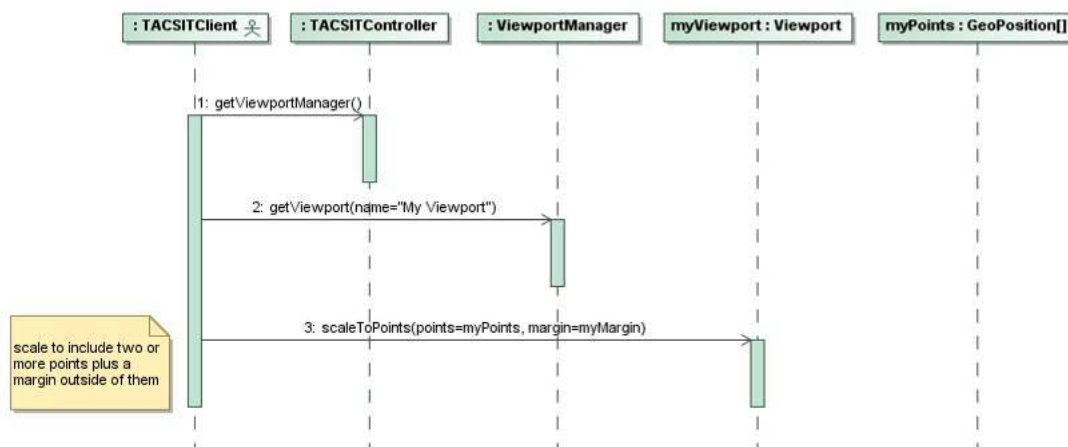 : TACSITClient
: TACSITController
: ViewportManager
myViewport : Viewport
myPoints : GeoPosition[]
1: getViewportManager()
2: getViewport(name="My Viewport")
3: scaleToPoints(points=myPoints, margin=myMargin)
scale to include two or
more points plus a
margin outside of them